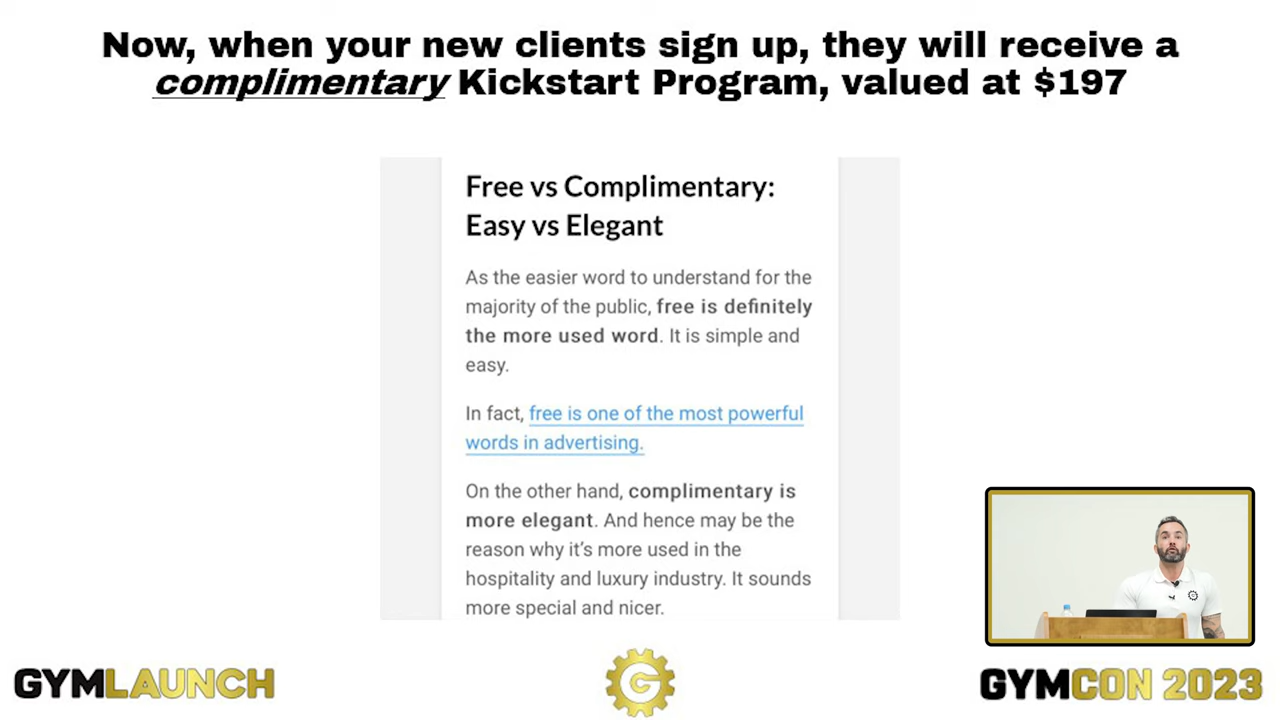 Now, when your new clients sign up, they will receive a
complimentary Kickstart Program, valued at $197
Free vs Complimentary:
Easy vs Elegant
As the easier word to understand for the
majority of the public, free is definitely
the more used word. It is simple and
easy.
In fact, free is one of the most powerful
words in advertising.
On the other hand, complimentary is
more elegant. And hence may be the
reason why it’s more used in the
hospitality and luxury industry. It sounds
more special and nicer.
GYMLAUNCH
G
GYMCON 2023